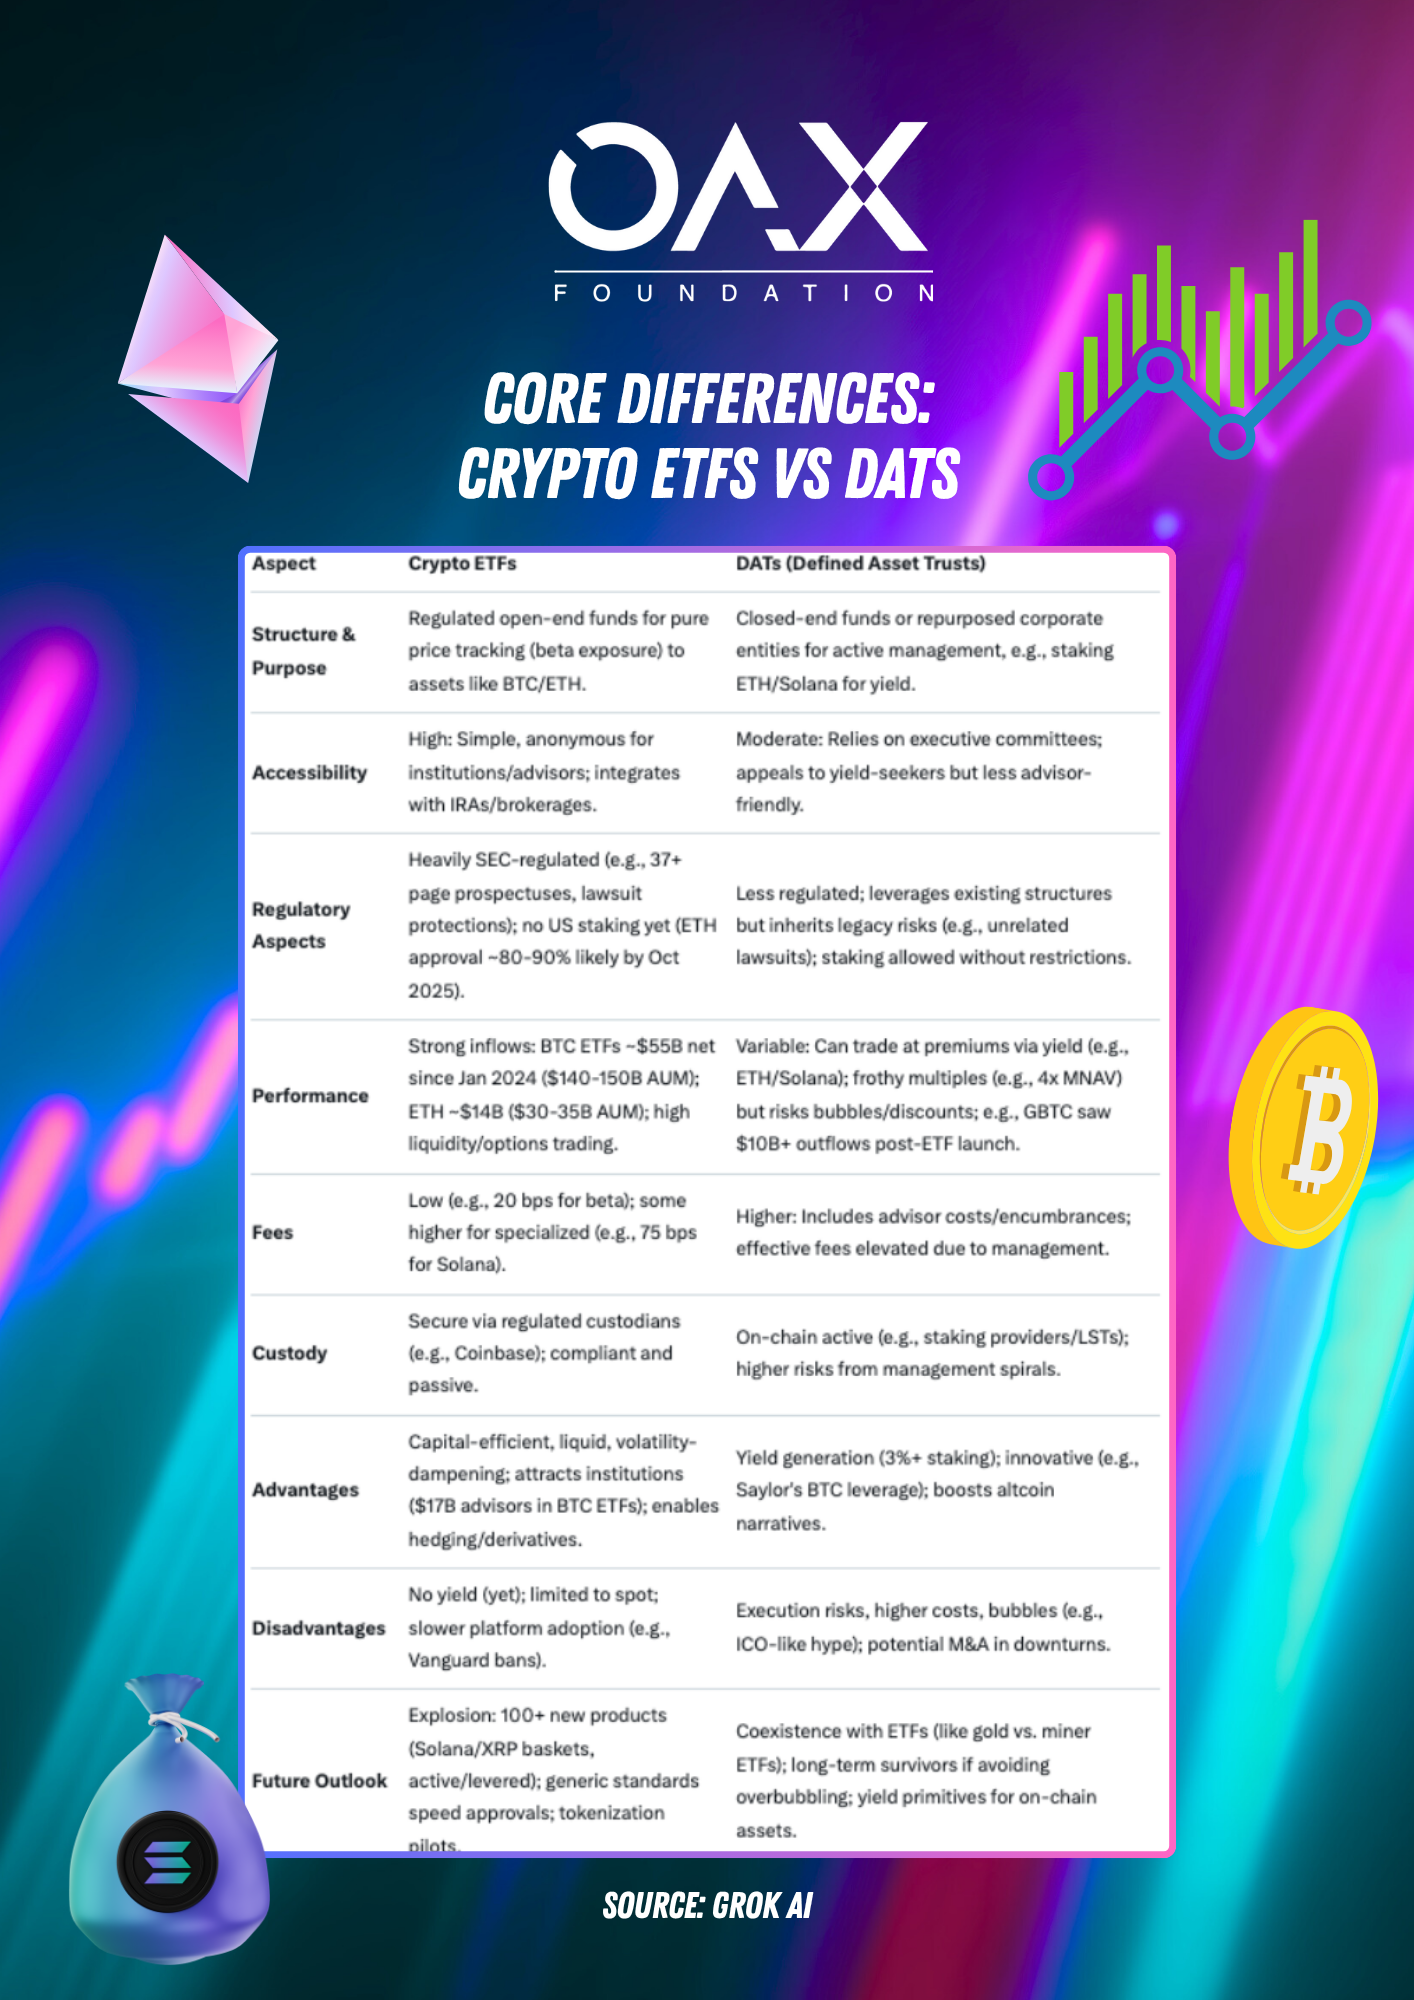 OAX
FOUNDATION
CORE DIFFERENCES:
CRYPTO ETFS VS DATS
Aspect
Crypto ETFs
DATs (Defined Asset Trusts)
Structure &
Purpose
Regulated open-end funds for pure
price tracking (beta exposure) to
assets like BTC/ETH.
Closed-end funds or repurposed corporate
entities for active management, e.g., staking
ETH/Solana for yield.
Accessibility
High: Simple, anonymous for
institutions/advisors; integrates
with IRAs/brokerages.
Moderate: Relies on executive committees;
appeals to yield-seekers but less advisor-
friendly.
Regulatory
Aspects
Heavily SEC-regulated (e.g., 37+
page prospectuses, lawsuit
protections); no US staking yet (ETH
approval ~80-90% likely by Oct
2025).
Less regulated; leverages existing structures
but inherits legacy risks (e.g., unrelated
lawsuits); staking allowed without restrictions.
Performance
Strong inflows: BTC ETFs ~$55B net
since Jan 2024 ($140-150B AUM);
ETH ~$14B ($30-35B AUM); high
liquidity/options trading.
Variable: Can trade at premiums via yield (e.g.,
ETH/Solana); frothy multiples (e.g., 4x MNAV)
but risks bubbles/discounts; e.g., GBTC saw
$10B+ outflows post-ETF launch.
Fees
Low (e.g., 20 bps for beta); some
higher for specialized (e.g., 75 bps
for Solana).
Higher: Includes advisor costs/encumbrances;
effective fees elevated due to management.
Custody
Secure via regulated custodians
(e.g., Coinbase); compliant and
passive.
On-chain active (e.g., staking providers/LSTs);
higher risks from management spirals.
Advantages
Capital-efficient, liquid, volatility-
dampening; attracts institutions
($17B advisors in BTC ETFs); enables
hedging/derivatives.
Yield generation (3%+ staking); innovative (e.g.,
Saylor's BTC leverage); boosts altcoin
narratives.
Disadvantages
No yield (yet); limited to spot;
slower platform adoption (e.g.,
Vanguard bans).
Execution risks, higher costs, bubbles (e.g.,
ICO-like hype); potential M&A in downturns.
Future Outlook
Explosion: 100+ new products
(Solana/XRP baskets,
active/levered); generic standards
speed approvals; tokenization
pilots.
Coexistence with ETFs (like gold vs. miner
ETFs); long-term survivors if avoiding
overbubbling; yield primitives for on-chain
assets.
SOURCE: GROK AI